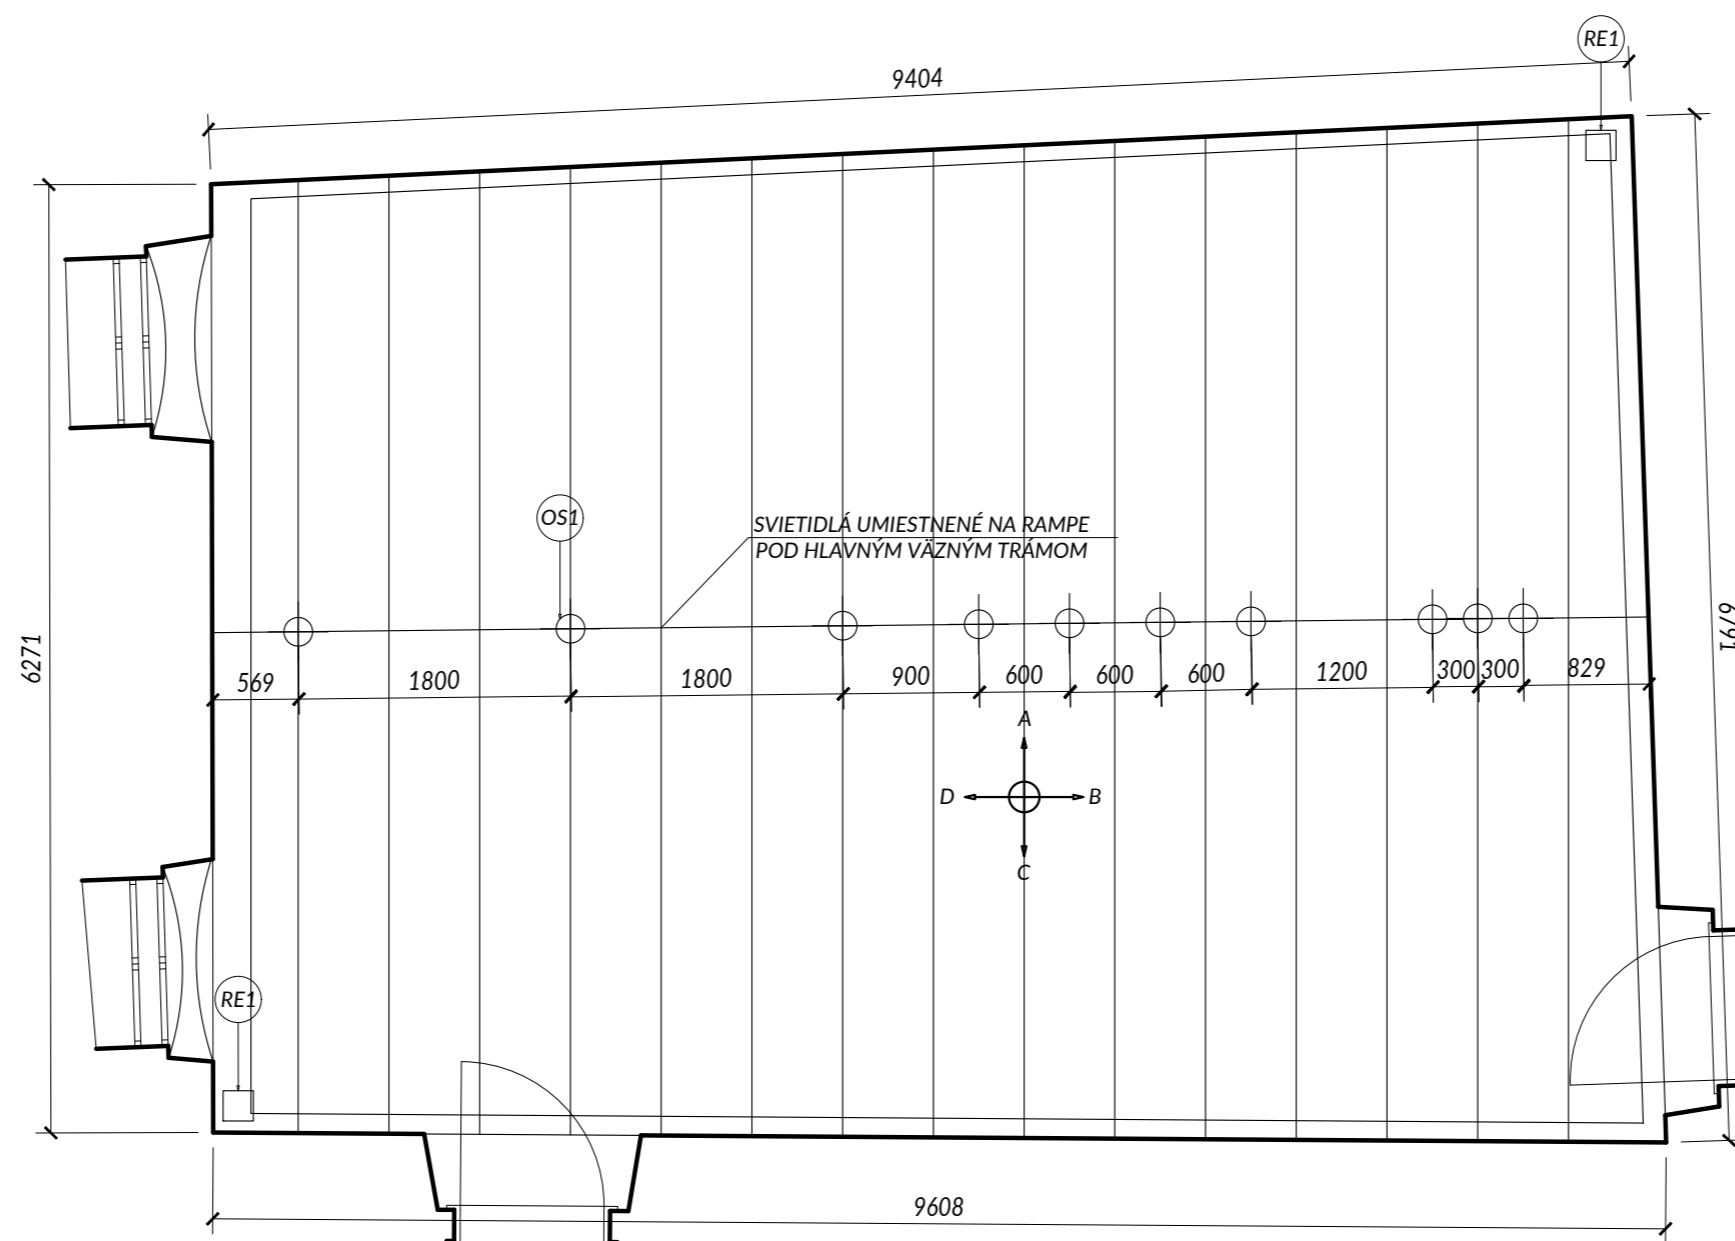 RE1
9404
OS1
SVIETIDLÁ UMIESTNENÉ NA RAMPE
POD HLAVNÝM VÄZNÝM TRÁMOM
6271
6791
569
1800
1800
900
600
600
600
1200
300
300
829
A
D
B
C
RE1
9608